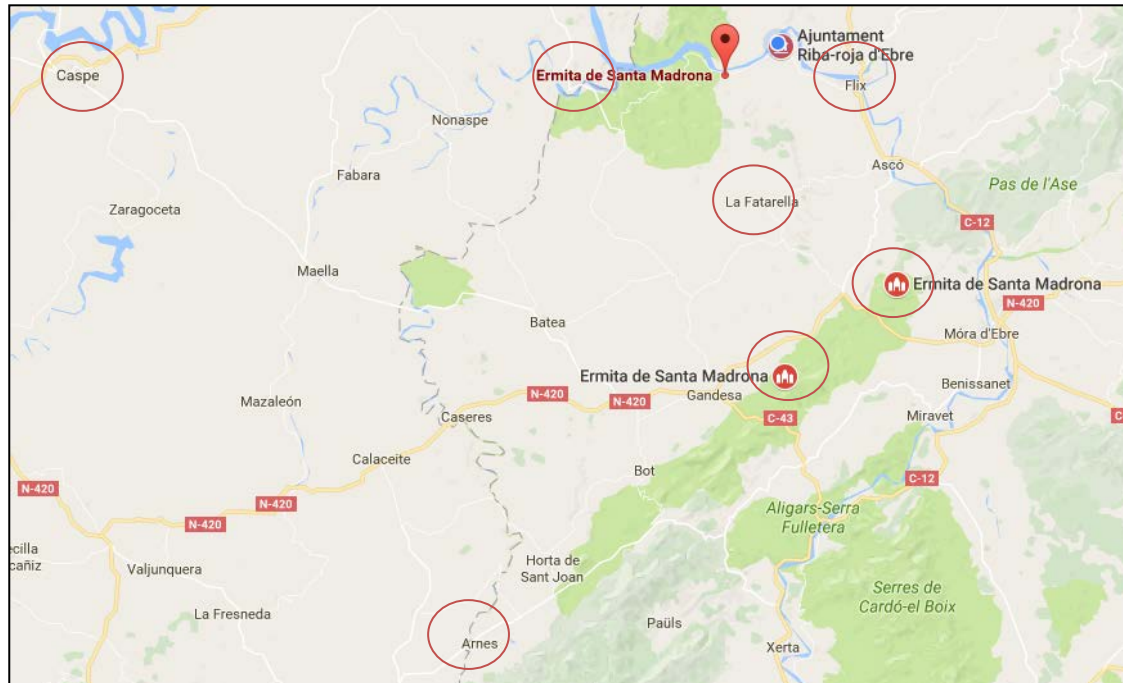 Ajuntament
Riba-roja d'Ebre
Caspe
Ermita de Santa Madrona
Flix
Nonaspe
Ascó
Fabara
Pas de l'Ase
La Fatarella
Zaragoceta
C-12
Maella
Ermita de Santa Madrona
N-420
Batea
Móra d'Ebre
Ermita de Santa Madrona
Benissanet
N-420
N-420
Gandesa
Mazaleón
Caseres
C-43
Miravet
Calaceite
Bot
N-420
N-420
C-12
Aligars-Serra
Fulletera
N-420
ecilla
cañiz
Valjunquera
Horta de
Sant Joan
Serres de
Cardó-el Boix
La Fresneda
Paüls
Arnes
Xerta